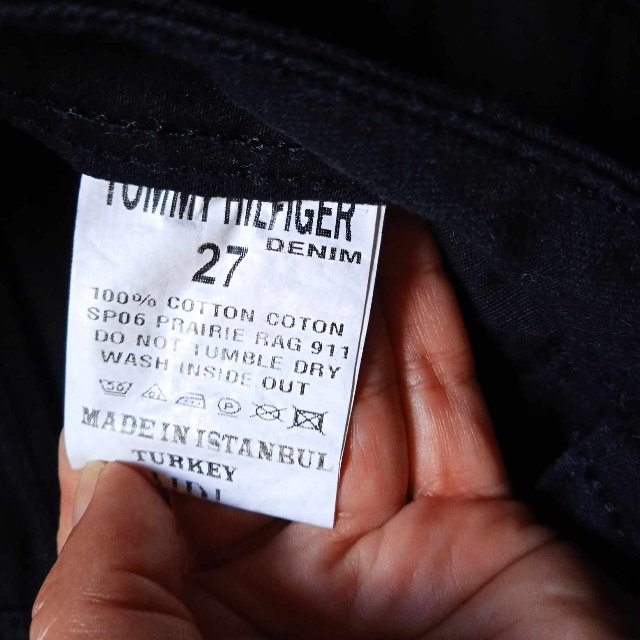 TOMMY HILFIGER
DENIM
27
100% COTTON COTON
SP06 PRAIRIE RAG 911
DO NOT TUMBLE DRY
WASH INSIDE OUT
MADE IN ISTANBUL
TURKEY